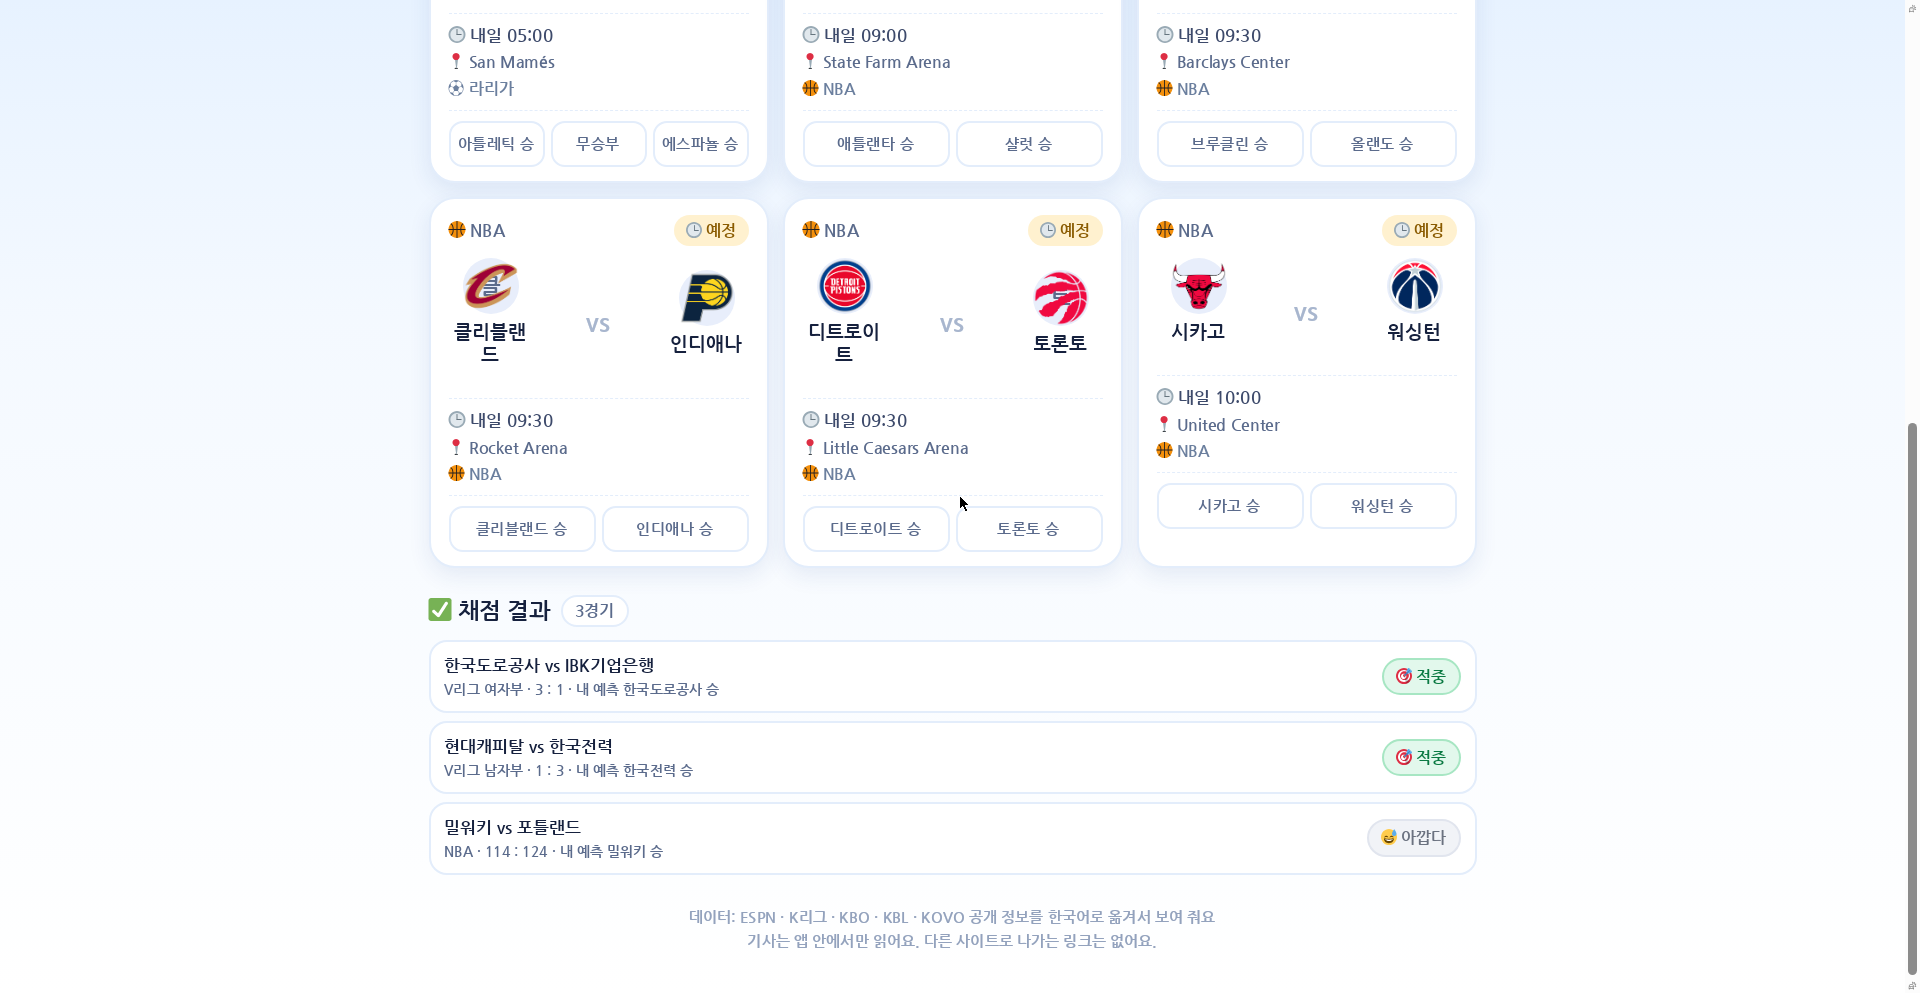 내일 05:00
San Mamés
라리가
아틀레틱 승
무승부
에스파뇰 승
내일 09:00
State Farm Arena
NBA
애틀랜타 승
샬럿 승
내일 09:30
Barclays Center
NBA
브루클린 승
올랜도 승
NBA
예정
클리블랜
드
VS
인디애나
내일 09:30
Rocket Arena
NBA
클리블랜드 승
인디애나 승
NBA
예정
DETROIT
PISTONS
디트로이
트
VS
토론토
내일 09:30
Little Caesars Arena
NBA
디트로이트 승
토론토 승
NBA
예정
시카고
VS
워싱턴
내일 10:00
United Center
NBA
시카고 승
워싱턴 승
채점 결과
3경기
한국도로공사 vs IBK기업은행
V리그 여자부 · 3 : 1 · 내 예측 한국도로공사 승
적중
현대캐피탈 vs 한국전력
V리그 남자부 · 1 : 3 · 내 예측 한국전력 승
적중
밀워키 vs 포틀랜드
NBA · 114 : 124 · 내 예측 밀워키 승
아깝다
데이터: ESPN · K리그 · KBO · KBL · KOVO 공개 정보를 한국어로 옮겨서 보여 줘요
기사는 앱 안에서만 읽어요. 다른 사이트로 나가는 링크는 없어요.